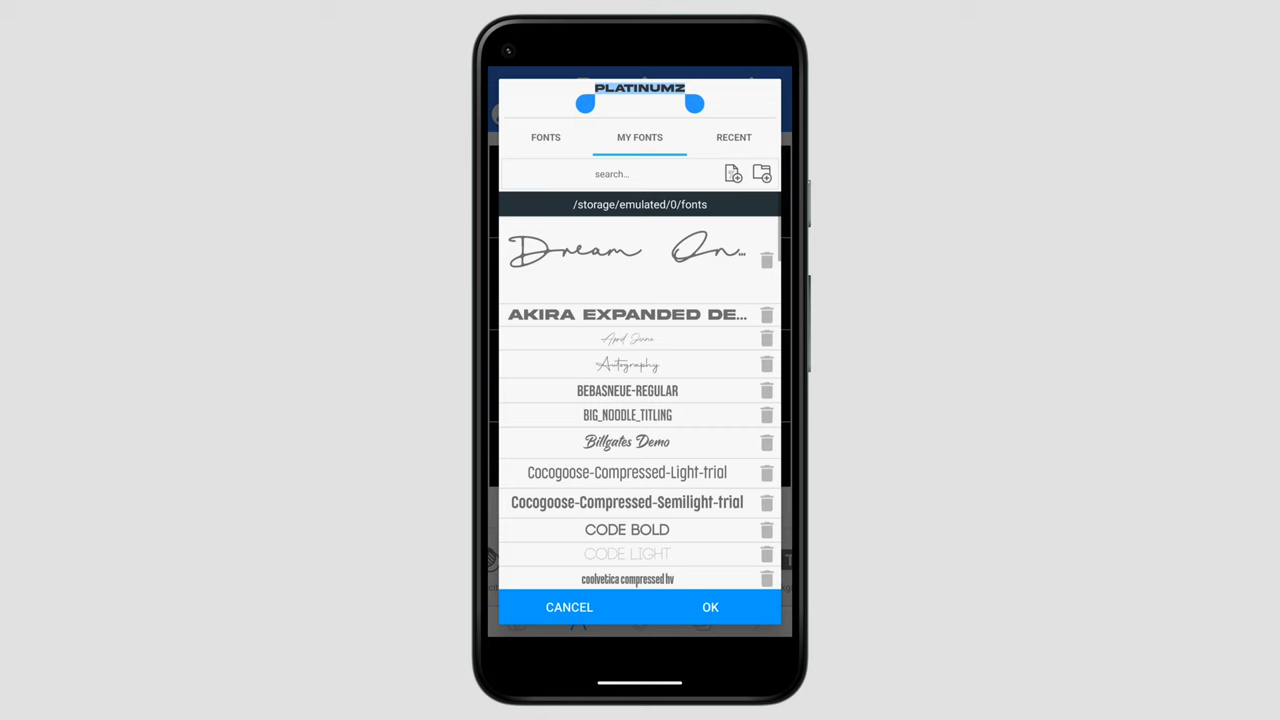 PLATINUMZ
FONTS MY FONTS RECENT
search...
/storage/emulated/0/fonts
Dream On...
AKIRA EXPANDED DE...
April Junna
Autography
BEBASNEUE-REGULAR
BIG_NOODLE_TITLING
Billgates Demo
Cocogoose-Compressed-Light-trial
Cocogoose-Compressed-Semilight-trial
CODE BOLD
CODE LIGHT
coolvetica compressed hv
CANCEL OK